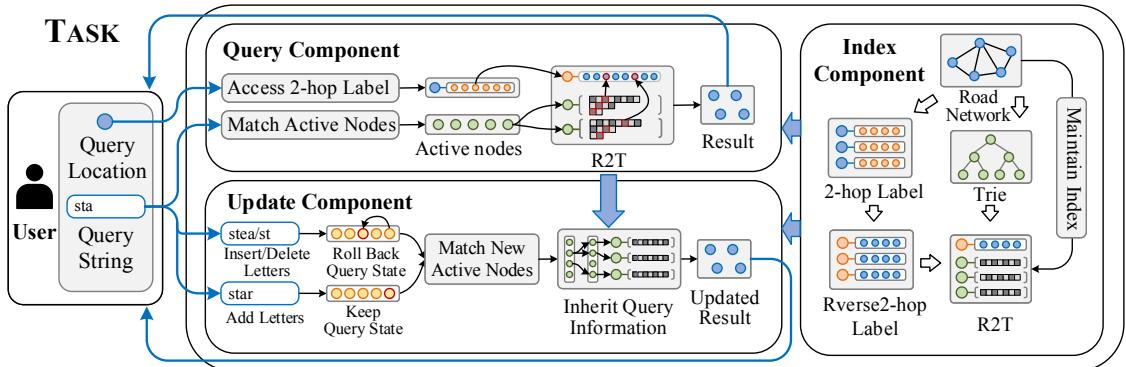 TASK
User
Query
Location
sta
Query
String
Query Component
Access 2-hop Label
Match Active Nodes
Active nodes
R2T
Result
Update Component
stea/st
Insert/Delete
Letters
star
Add Letters
Roll Back
Query State
Keep
Query State
Match New
Active Nodes
Inherit Query
Information
Updated
Result
Index
Component
Road
Network
Maintain Index
2-hop Label
Trie
Rverse2-hop
Label
R2T